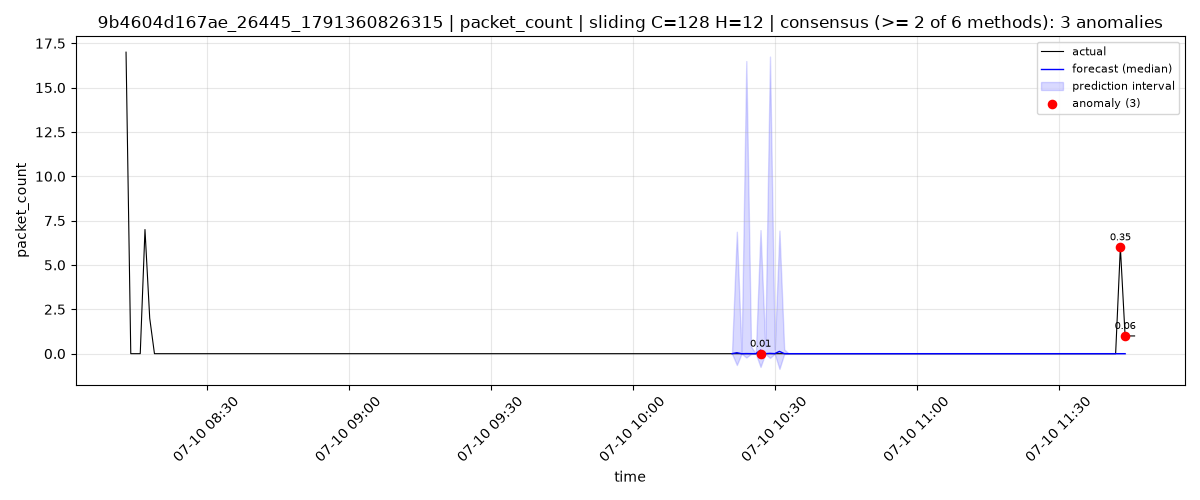 9b4604d167ae_26445_1791360826315 | packet_count | sliding C=128 H=12 | consensus (>= 2 of 6 methods): 3 anomalies
actual
forecast (median)
prediction interval
anomaly (3)
packet_count
17.5
15.0
12.5
10.0
7.5
5.0
2.5
0.0
0.01
0.35
0.06
07-10 08:30
07-10 09:00
07-10 09:30
07-10 10:00
07-10 10:30
07-10 11:00
07-10 11:30
time